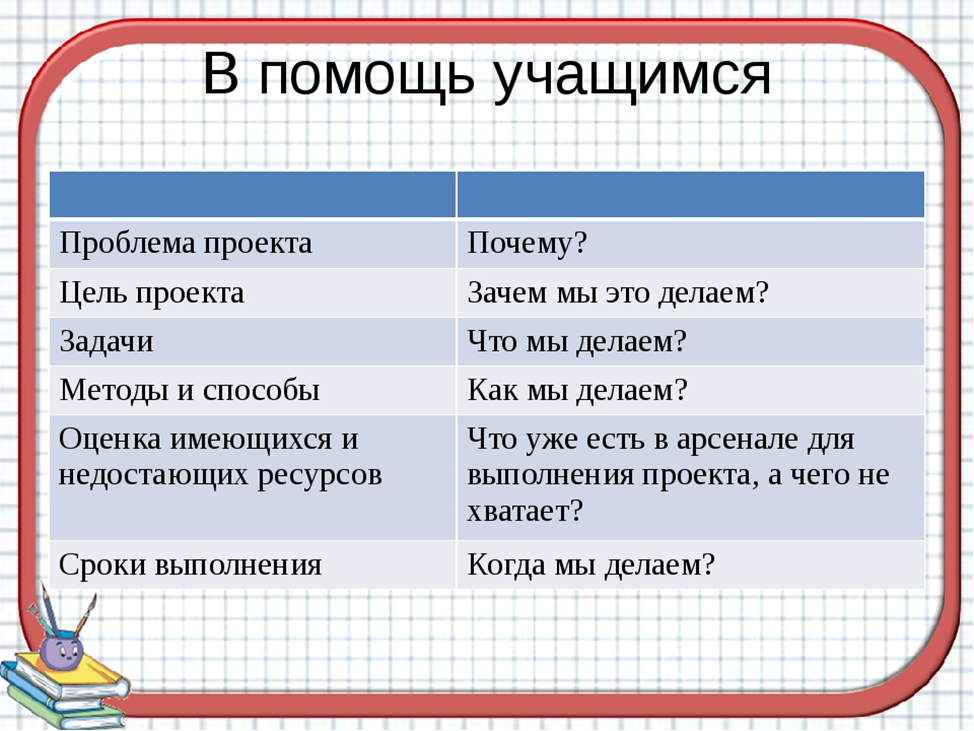 В помощь учащимся
Проблема проекта
Почему?
Цель проекта
Зачем мы это делаем?
Задачи
Что мы делаем?
Методы и способы
Как мы делаем?
Оценка имеющихся и
недостающих ресурсов
Что уже есть в арсенале для
выполнения проекта, а чего не
хватает?
Сроки выполнения
Когда мы делаем?